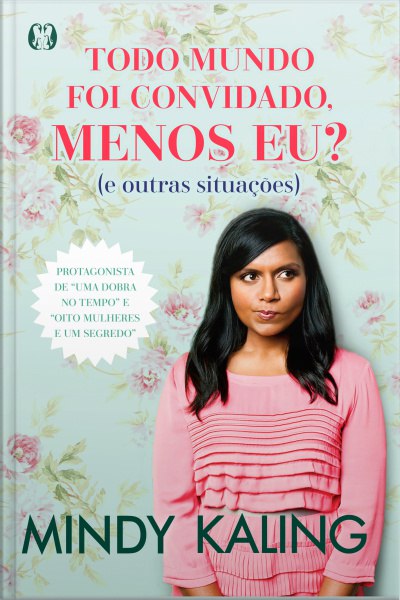 TODO MUNDO
FOI CONVIDADO,
MENOS EU?
(e outras situações)
PROTAGONISTA
DE “UMA DOBRA
NO TEMPO” E
“OITO MULHERES
E UM SEGREDO”
MINDY KALING